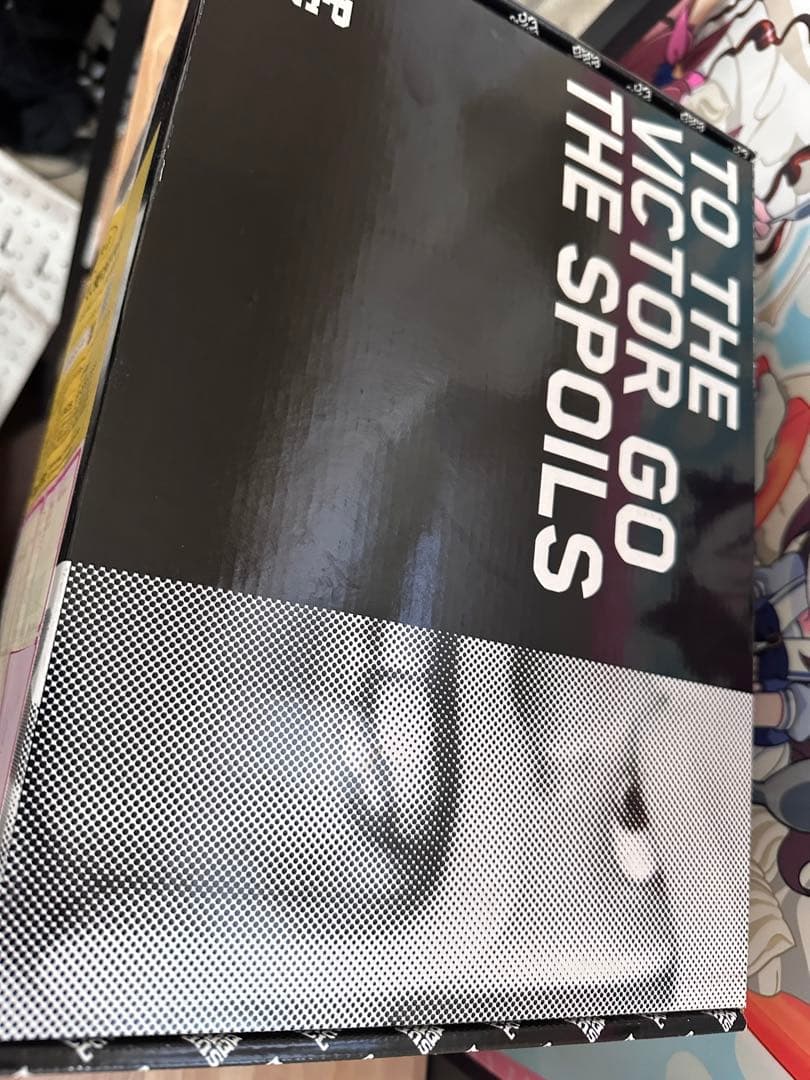 TO THE
VICTOR GO
THE SPOILS